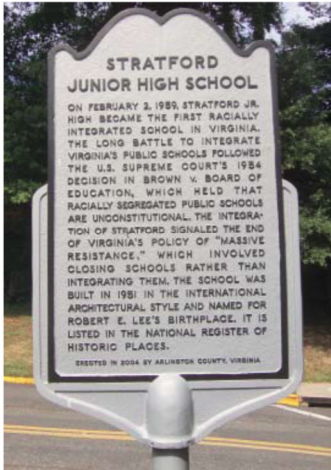 STRATFORD
JUNIOR HIGH SCHOOL
ON FEBRUARY 2, 1959, STRATFORD JR.
HIGH BECAME THE FIRST RACIALLY
INTEGRATED SCHOOL IN VIRGINIA.
THE LONG BATTLE TO INTEGRATE
VIRGINIA'S PUBLIC SCHOOLS FOLLOWED
THE U.S. SUPREME COURT'S 1954
DECISION IN BROWN V. BOARD OF
EDUCATION, WHICH HELD THAT
RACIALLY SEGREGATED PUBLIC SCHOOLS
ARE UNCONSTITUTIONAL. THE INTEGRA-
TION OF STRATFORD SIGNALED THE END
OF VIRGINIA'S POLICY OF "MASSIVE
RESISTANCE," WHICH INVOLVED
CLOSING SCHOOLS RATHER THAN
INTEGRATING THEM. THE SCHOOL WAS
BUILT IN 1951 IN THE INTERNATIONAL
ARCHITECTURAL STYLE AND NAMED FOR
ROBERT E. LEE'S BIRTHPLACE. IT IS
LISTED IN THE NATIONAL REGISTER OF
HISTORIC PLACES.
ERECTED IN 2004 BY ARLINGTON COUNTY, VIRGINIA